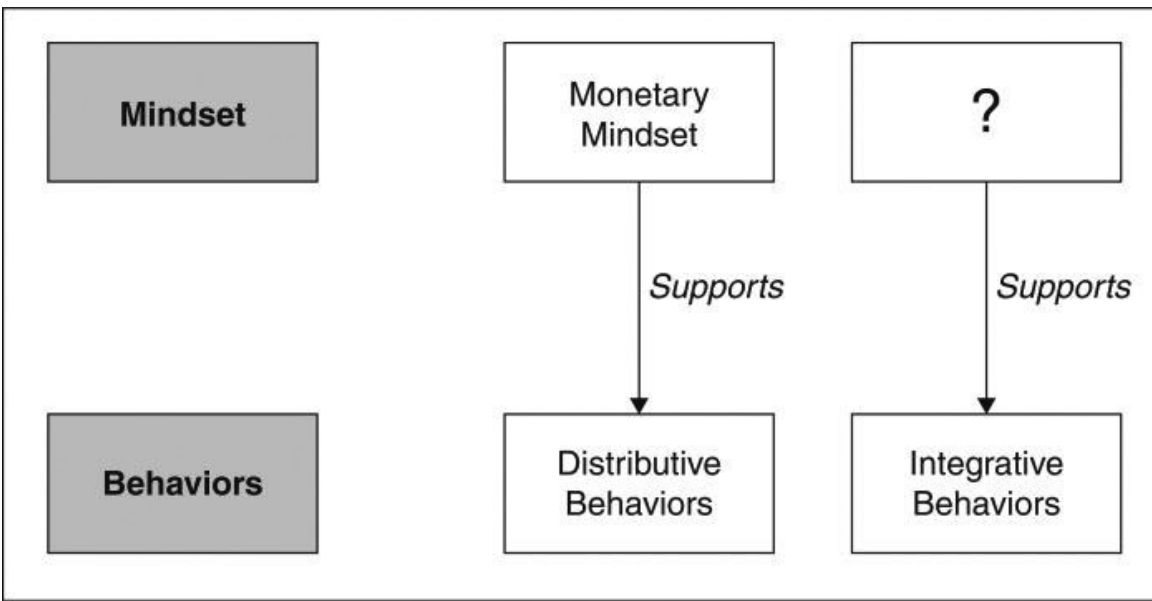 Mindset
Monetary
Mindset
?
Supports
Supports
Behaviors
Distributive
Behaviors
Integrative
Behaviors